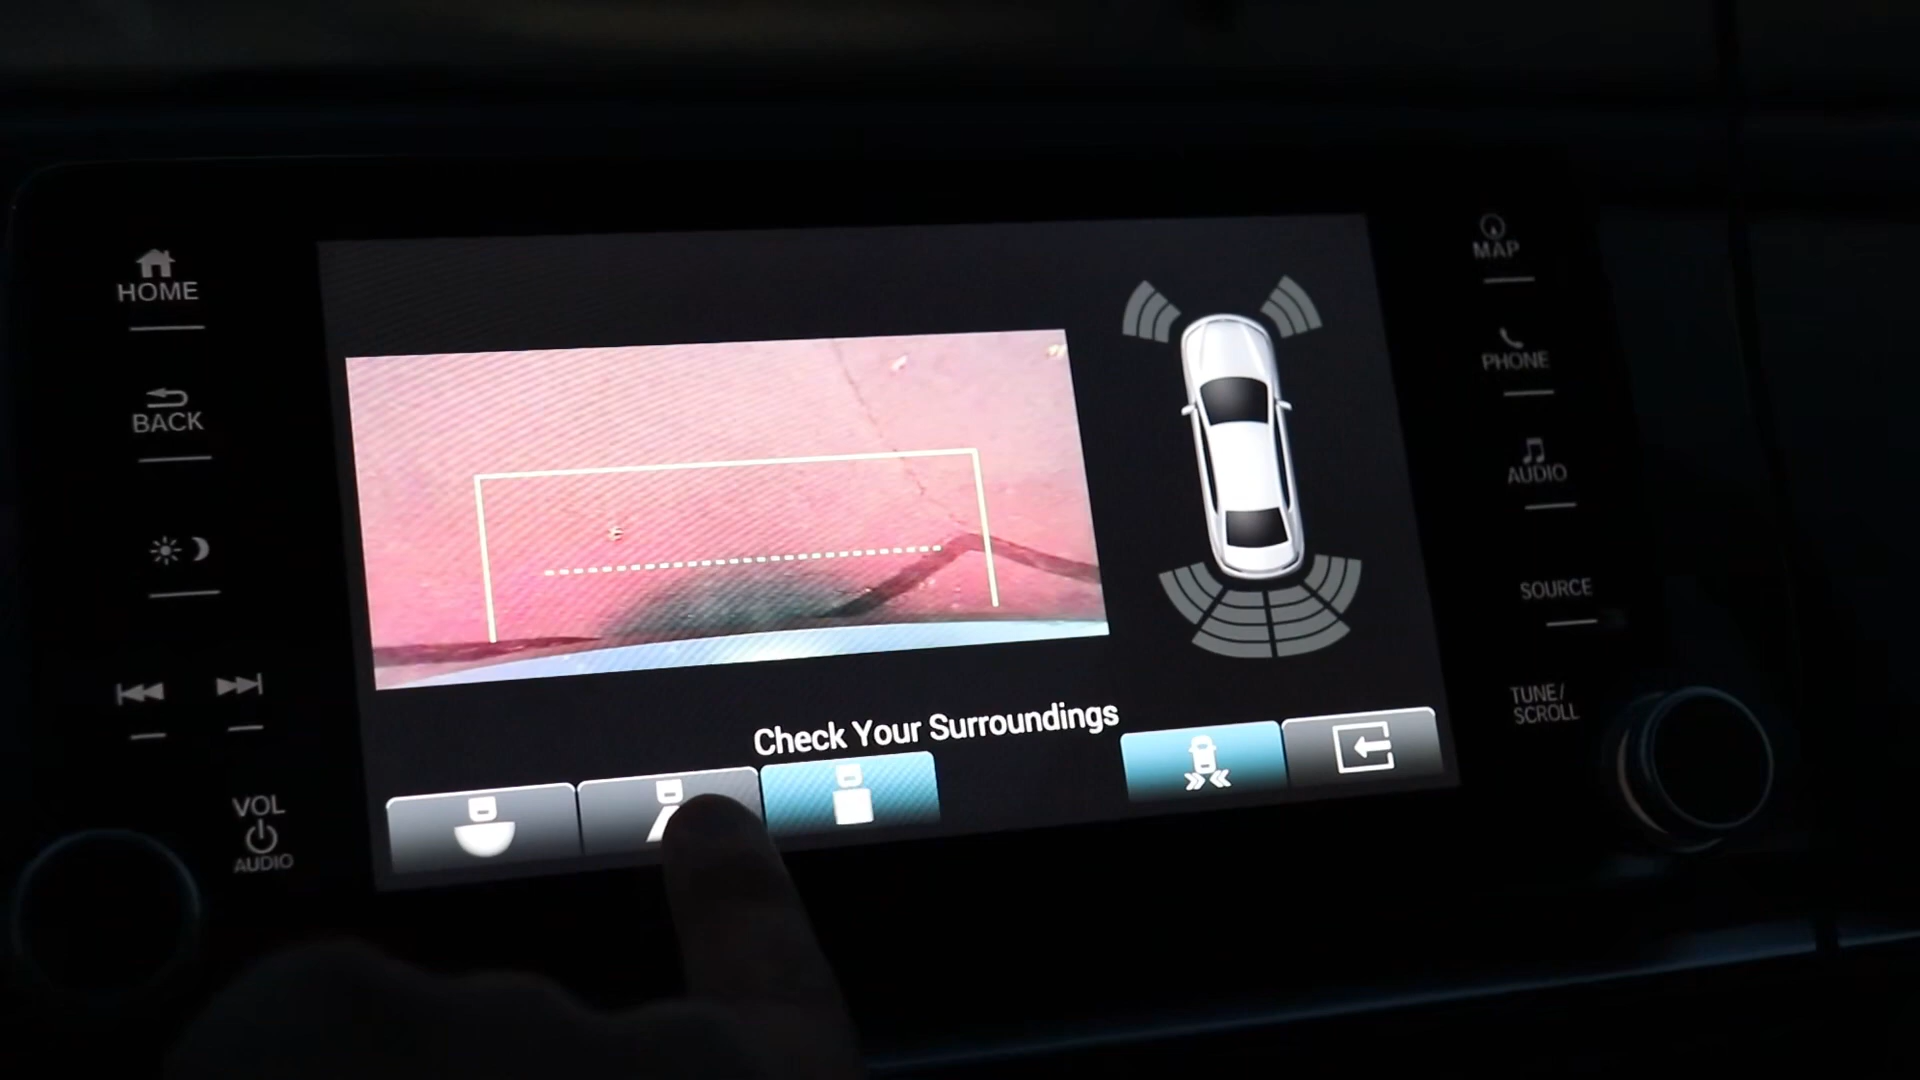 HOME
BACK
VOL
AUDIO
Check Your Surroundings
MAP
PHONE
AUDIO
SOURCE
TUNE/
SCROLL